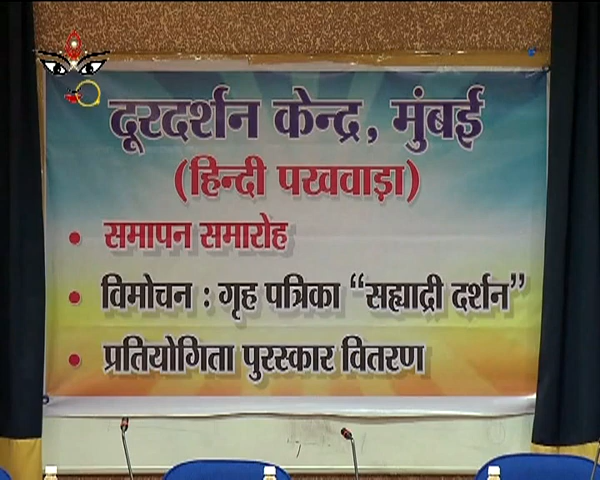 दूरदर्शन केन्द्र, मुंबई
(हिन्दी पखवाड़ा)
• समापन समारोह
• विमोचन : गृह पत्रिका “सह्याद्री दर्शन”
• प्रतियोगिता पुरस्कार वितरण